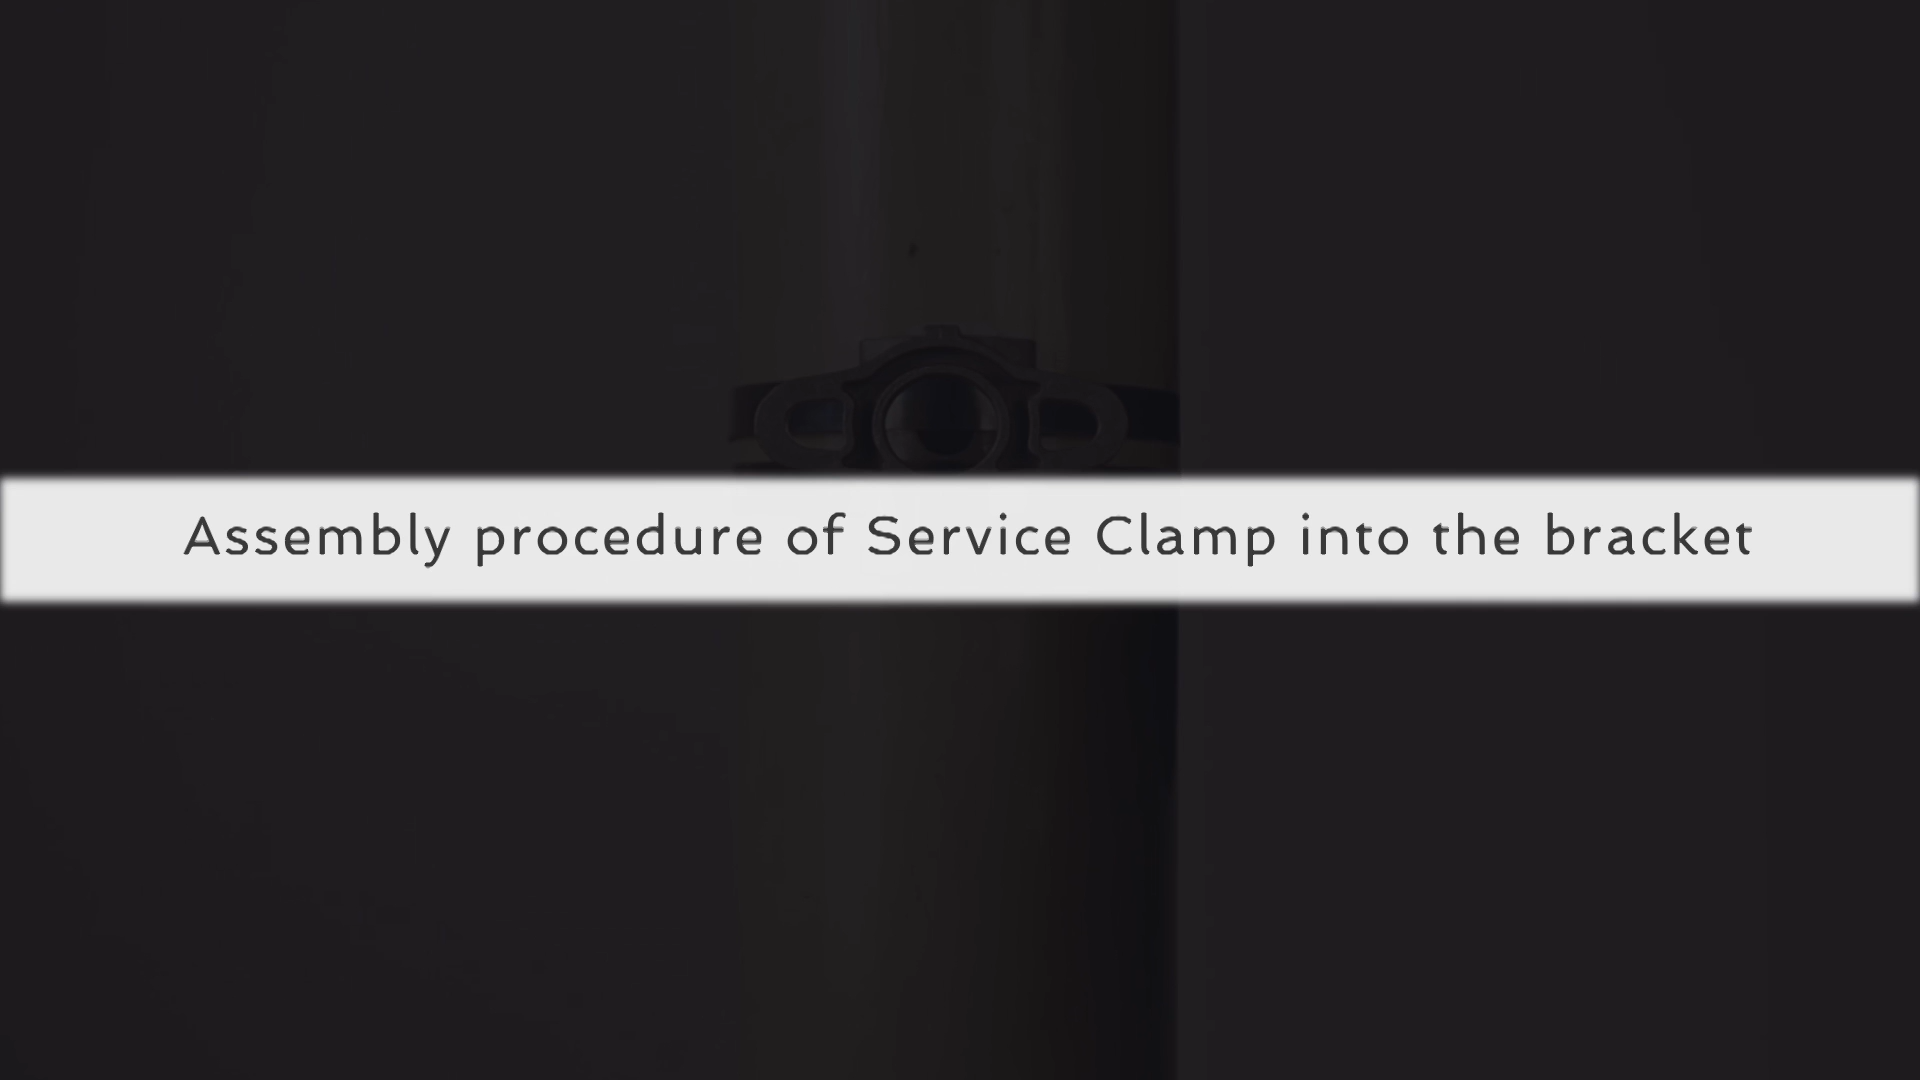 Assembly procedure of Service Clamp into the bracket